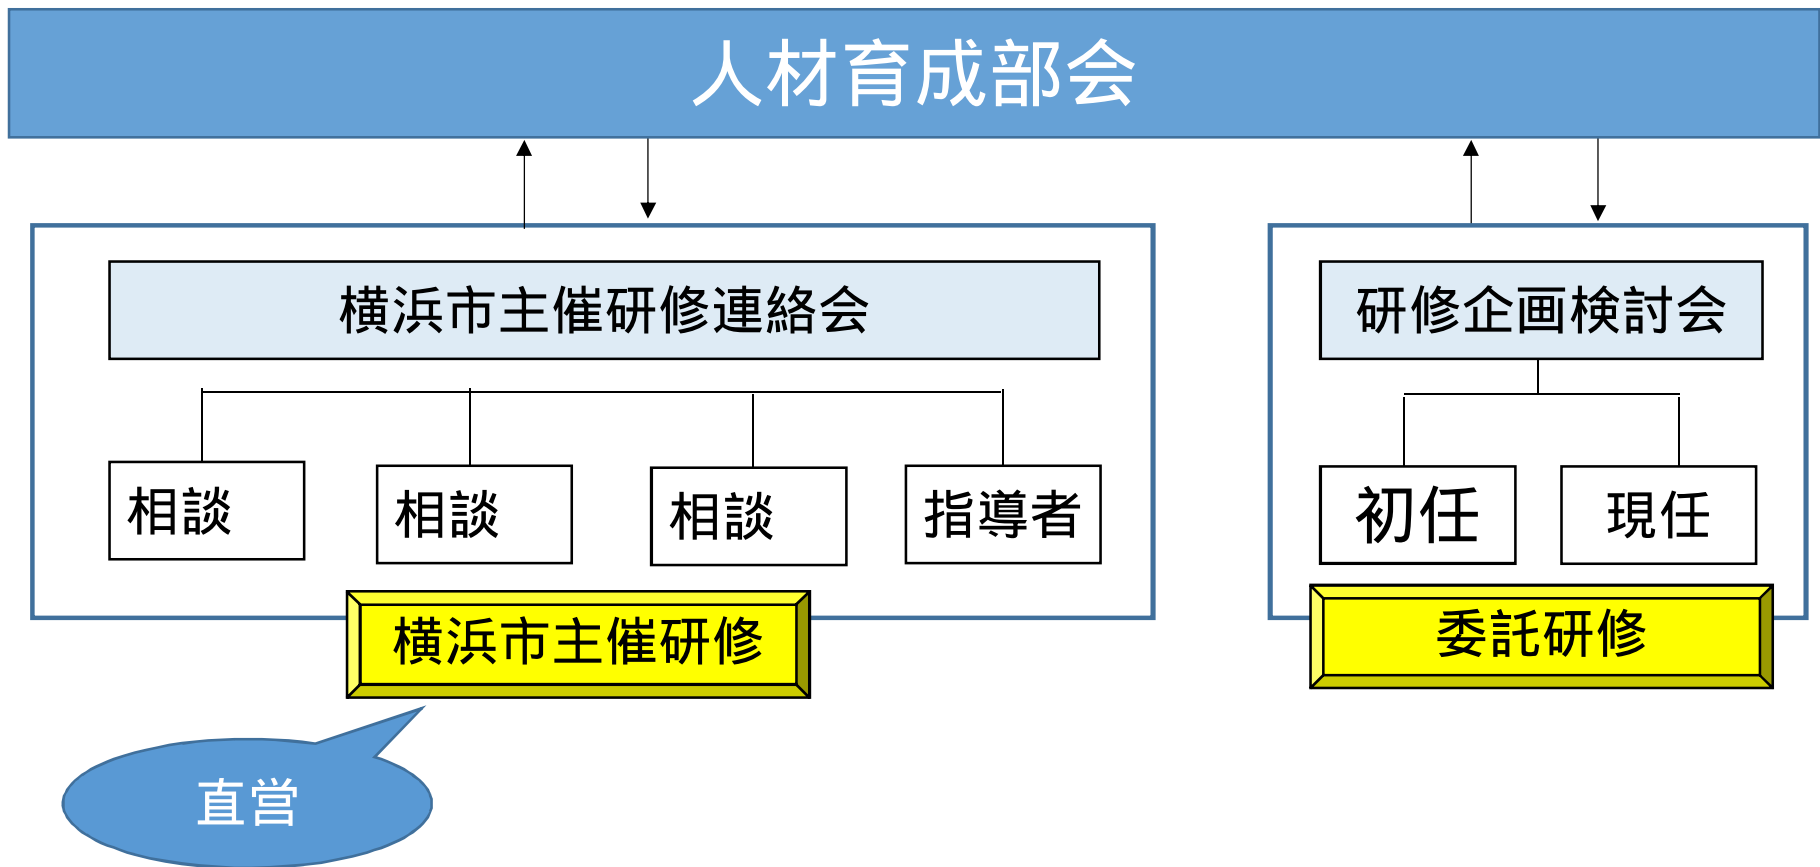 人材育成部会
横浜市主催研修連絡会
研修企画検討会
相談
相談
相談
指導者
初任
現任
横浜市主催研修
委託研修
直営